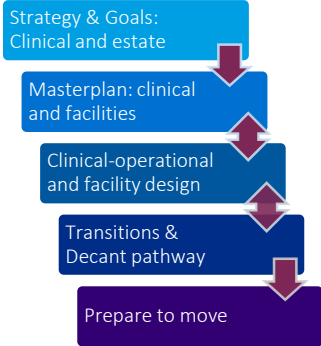 Strategy & Goals:
Clinical and estate
Masterplan: clinical
and facilities
Clinical-operational
and facility design
Transitions &
Decant pathway
Prepare to move